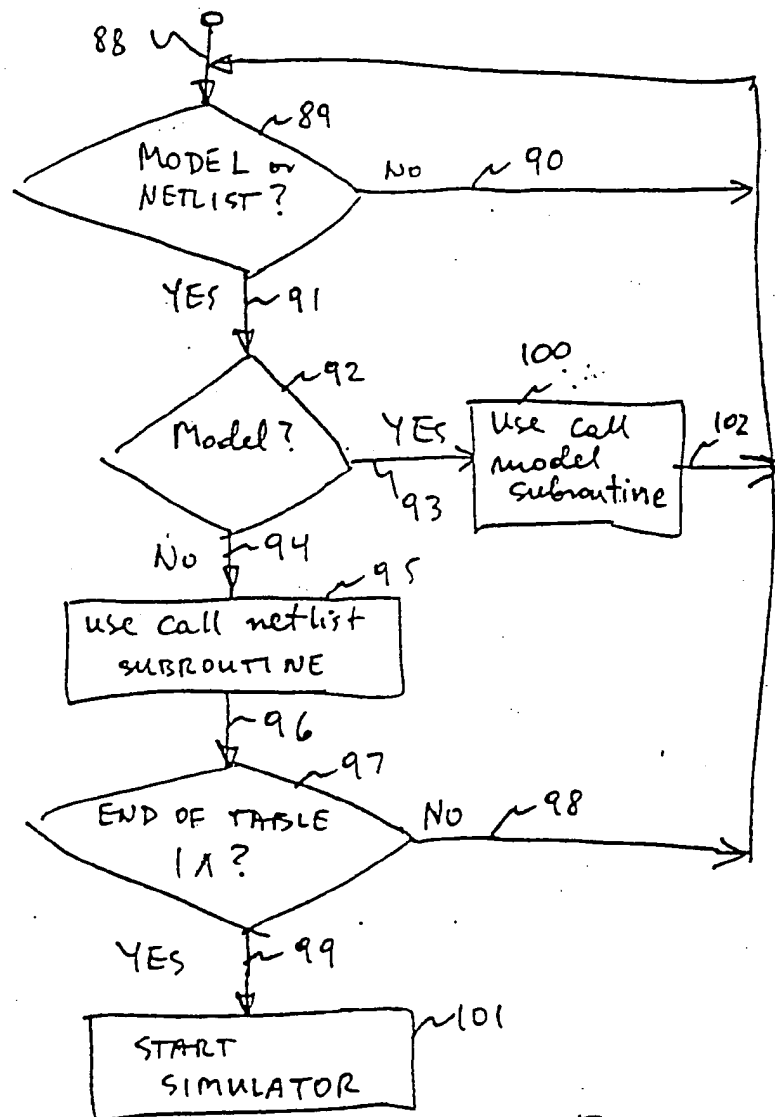 88
89
MODEL or
NETLIST?
NO
90
YES
91
92
Model?
YES
93
100
Use call
model
subroutine
102
NO
94
95
use call netlist
SUBROUTINE
96
97
END OF TABLE
1A?
NO
98
YES
99
START
SIMULATOR
101